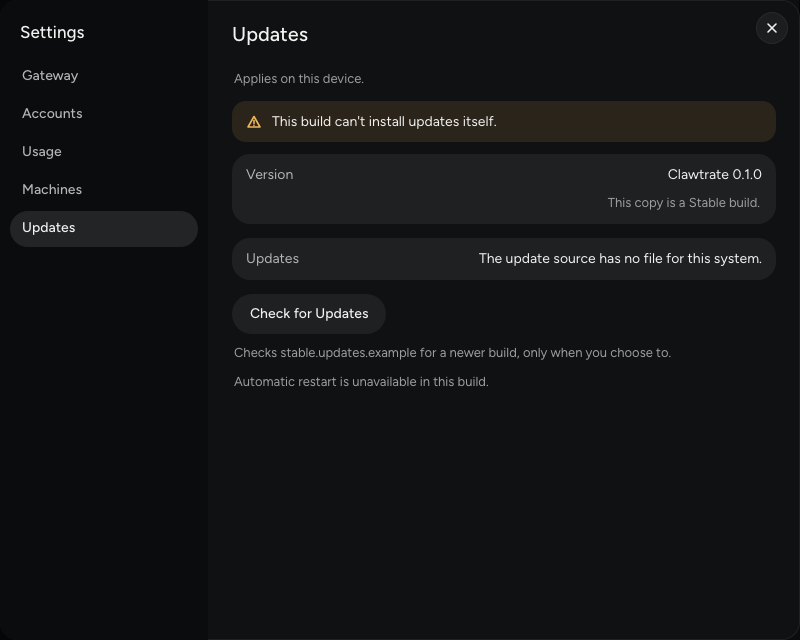 Settings
Gateway
Accounts
Usage
Machines
Updates
Updates
Applies on this device.
This build can't install updates itself.
Version
Clawtrate 0.1.0
This copy is a Stable build.
Updates
The update source has no file for this system.
Check for Updates
Checks stable.updates.example for a newer build, only when you choose to.
Automatic restart is unavailable in this build.